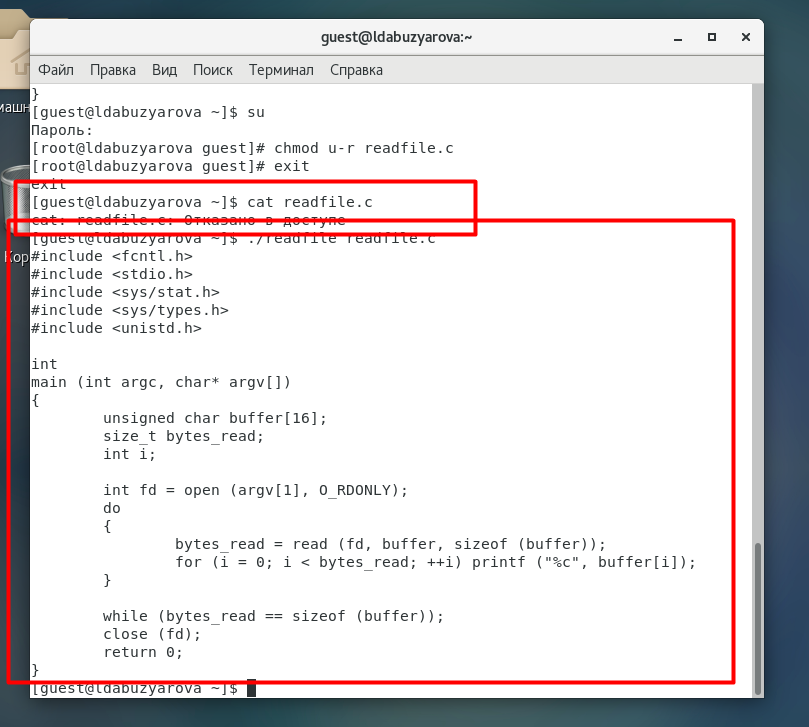 guest@ldabuzyarova:~
Файл Правка Вид Поиск Терминал Справка
}
[guest@ldabuzyarova ~]$ su
Пароль:
[root@ldabuzyarova guest]# chmod u-r readfile.c
[root@ldabuzyarova guest]# exit
exit
[guest@ldabuzyarova ~]$ cat readfile.c
cat: readfile.c: Отказано в доступе
[guest@ldabuzyarova ~]$ ./readfile readfile.c
#include <fcntl.h>
#include <stdio.h>
#include <sys/stat.h>
#include <sys/types.h>
#include <unistd.h>
int
main (int argc, char* argv[])
{
unsigned char buffer[16];
size_t bytes_read;
int i;
int fd = open (argv[1], O_RDONLY);
do
{
bytes_read = read (fd, buffer, sizeof (buffer));
for (i = 0; i < bytes_read; ++i) printf ("%c", buffer[i]);
}
while (bytes_read == sizeof (buffer));
close (fd);
return 0;
}
[guest@ldabuzyarova ~]$